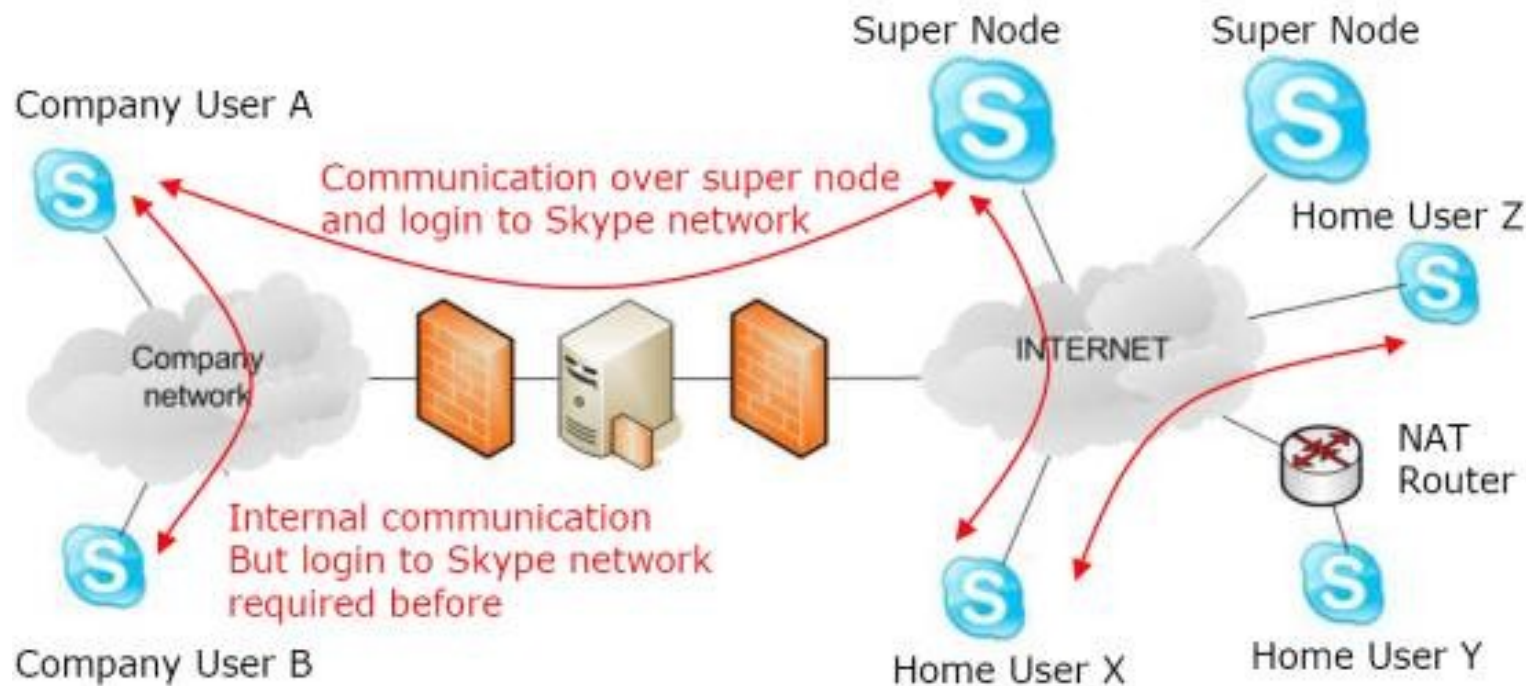 Super Node
Super Node
Company User A
S
S
S
Communication over super node
and login to Skype network
Home User Z
S
Company
network
INTERNET
NAT
Router
Internal communication
But login to Skype network
required before
S
S
S
Company User B
Home User X
Home User Y